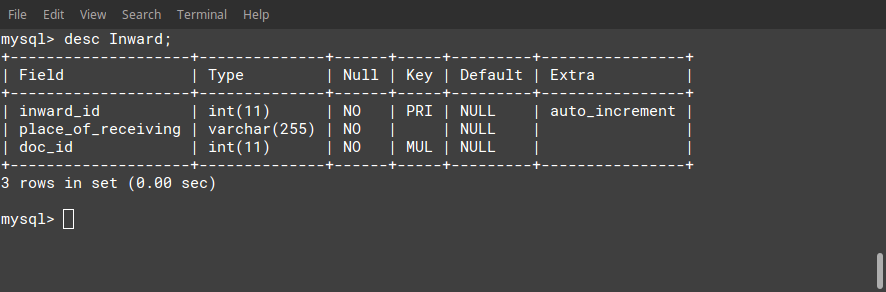 File Edit View Search Terminal Help
mysql> desc Inward;
+--------------------+--------------+------+-----+---------+----------------+
| Field              | Type         | Null | Key | Default | Extra          |
+--------------------+--------------+------+-----+---------+----------------+
| inward_id          | int(11)      | NO   | PRI | NULL    | auto_increment |
| place_of_receiving | varchar(255) | NO   |     | NULL    |                |
| doc_id             | int(11)      | NO   | MUL | NULL    |                |
+--------------------+--------------+------+-----+---------+----------------+
3 rows in set (0.00 sec)
mysql>